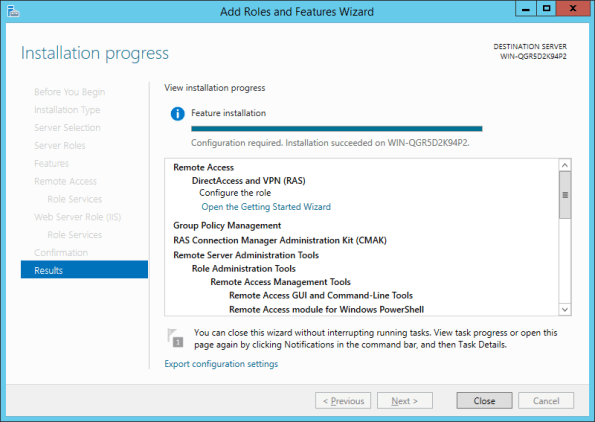 Add Roles and Features Wizard
Installation progress
DESTINATION SERVER
WIN-QGR5D2K94P2
Before You Begin
Installation Type
Server Selection
Server Roles
Features
Remote Access
Role Services
Web Server Role (IIS)
Role Services
Confirmation
Results
View installation progress
Feature installation
Configuration required. Installation succeeded on WIN-QGR5D2K94P2.
Remote Access
DirectAccess and VPN (RAS)
Configure the role
Open the Getting Started Wizard
Group Policy Management
RAS Connection Manager Administration Kit (CMAK)
Remote Server Administration Tools
Role Administration Tools
Remote Access Management Tools
Remote Access GUI and Command-Line Tools
Remote Access module for Windows PowerShell
1
You can close this wizard without interrupting running tasks. View task progress or open this
page again by clicking Notifications in the command bar, and then Task Details.
Export configuration settings
< Previous
Next >
Close
Cancel